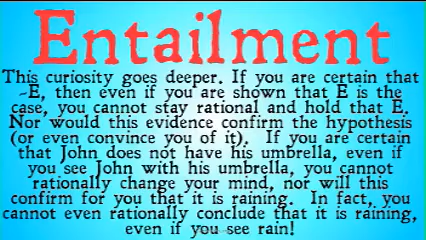 Entailment
This curiosity goes deeper. If you are certain that
~E, then even if you are shown that E is the
case, you cannot stay rational and hold that E.
Nor would this evidence confirm the hypothesis
(or even convince you of it).  If you are certain
that John does not have his umbrella, even if
you see John with his umbrella, you cannot
rationally change your mind, nor will this
confirm for you that it is raining.  In fact, you
cannot even rationally conclude that it is raining,
even if you see rain!